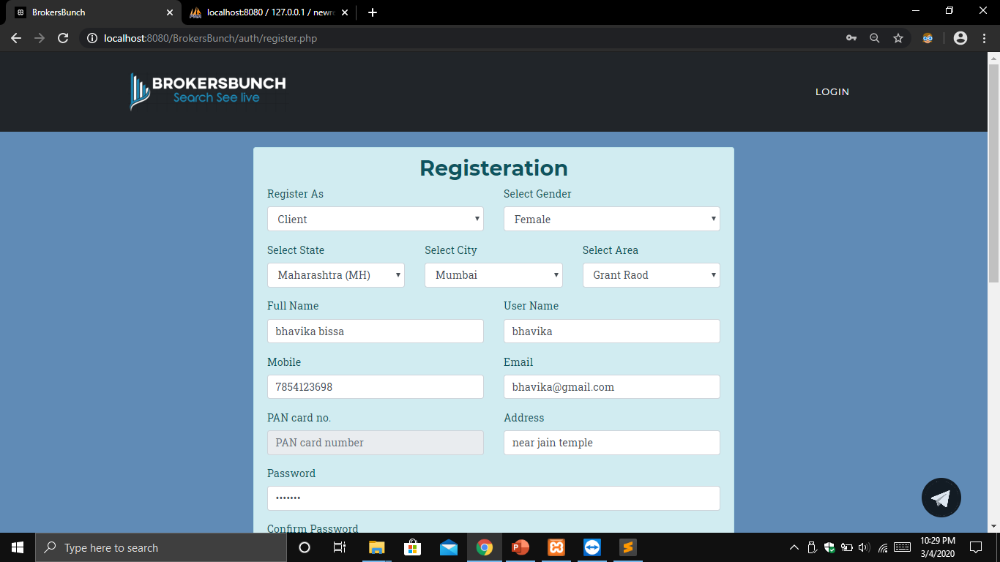 BrokersBunch
localhost:8080 / 127.0.0.1 / newre
localhost:8080/BrokersBunch/auth/register.php
BROKERSBUNCH
Search See live
LOGIN
Registeration
Register As Select Gender
Client Female
Select State Select City Select Area
Maharashtra (MH) Mumbai Grant Raod
Full Name User Name
bhavika bissa bhavika
Mobile Email
7854123698 bhavika@gmail.com
PAN card no. Address
PAN card number near jain temple
Password
•••••••
Confirm Password
Type here to search
10:29 PM
3/4/2020